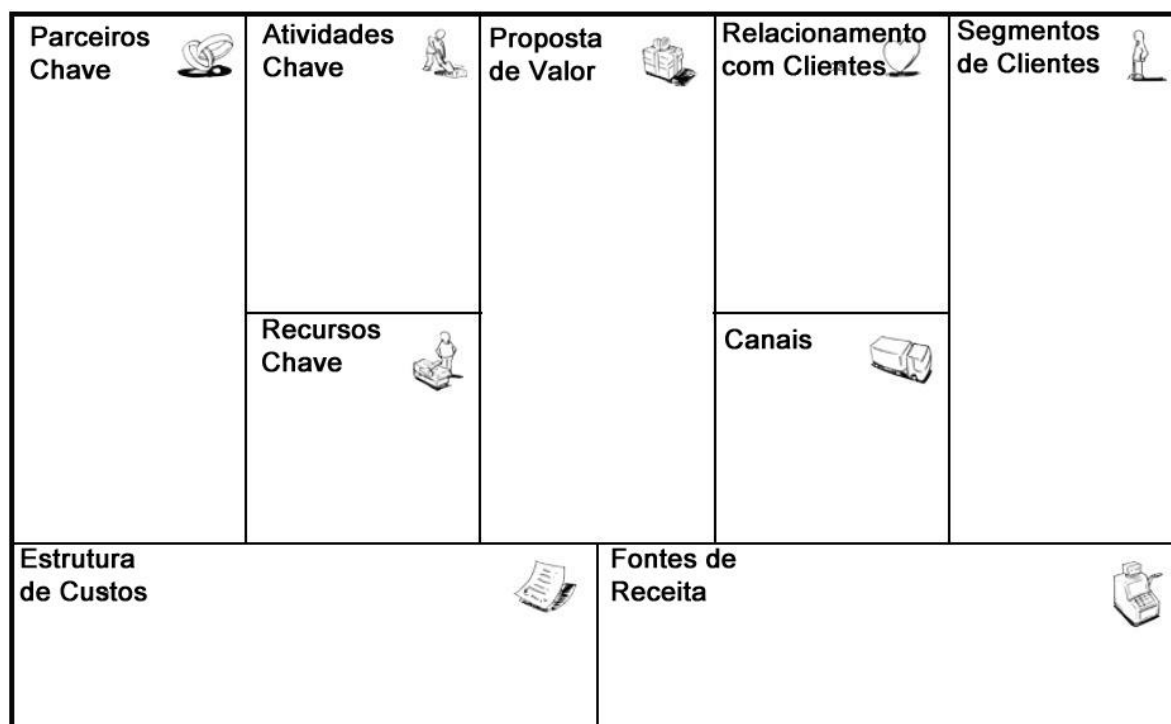 Parceiros
Chave
Atividades
Chave
Proposta
de Valor
Relacionamento
com Clientes
Segmentos
de Clientes
Recursos
Chave
Canais
Estrutura
de Custos
Fontes de
Receita